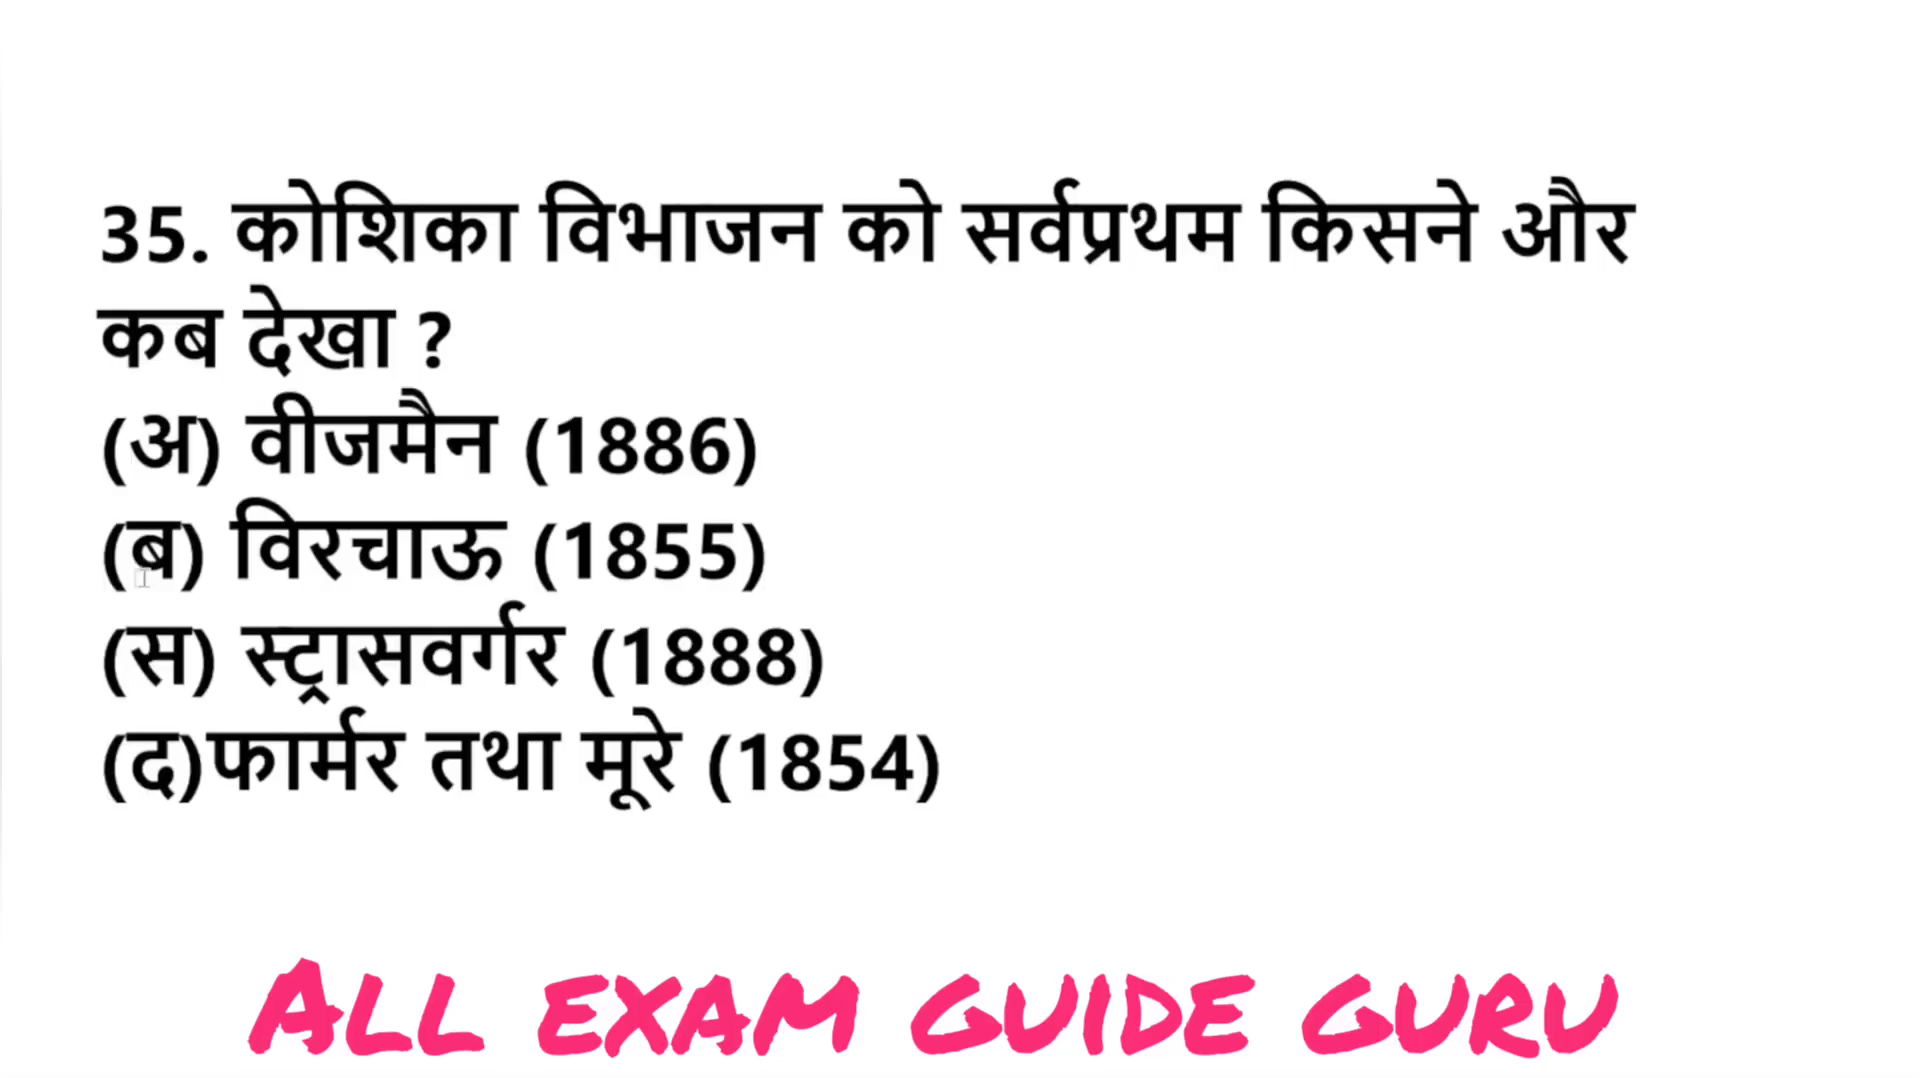 35. कोशिका विभाजन को सर्वप्रथम किसने और
कब देखा ?
(अ) वीजमैन (1886)
(ब) विरचाऊ (1855)
(स) स्ट्रासवर्गर (1888)
(द)फार्मर तथा मूरे (1854)
ALL EXAM GUIDE GURU